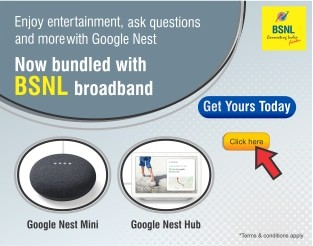 Enjoy entertainment, ask questions
and more with Google Nest
Now bundled with
BSNL broadband
BSNL
Connecting India
Get Yours Today
Click here
Google Nest Mini
Google Nest Hub
*Terms & conditions apply